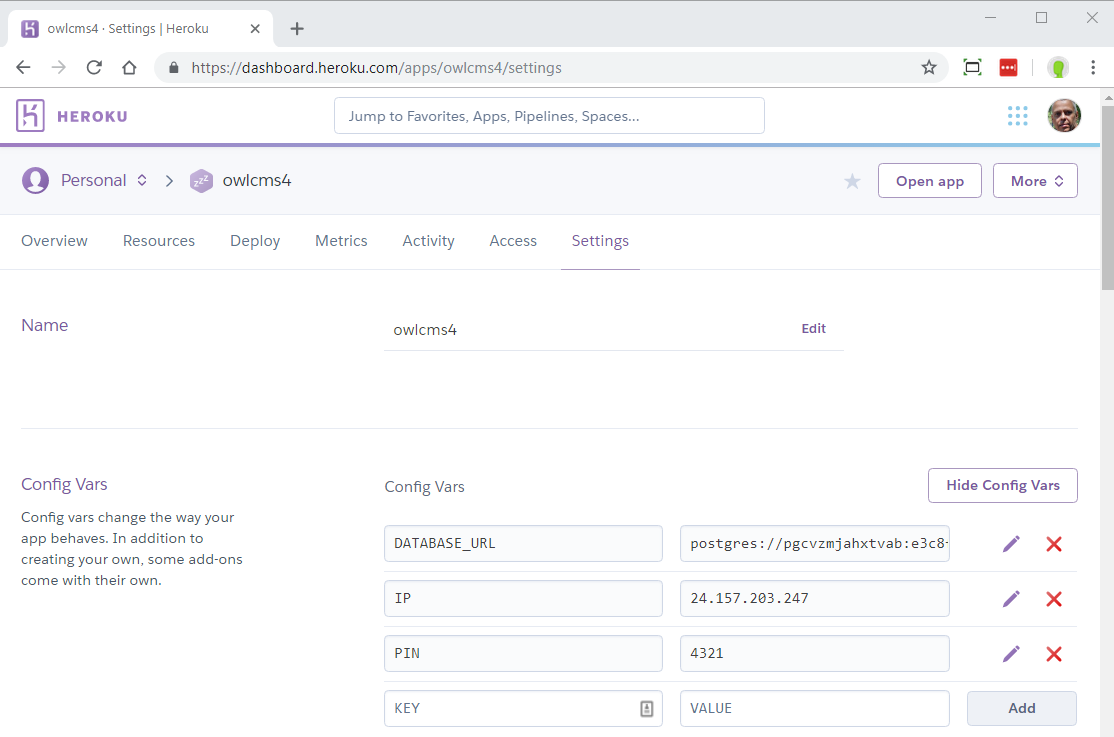 owlcms4 · Settings | Heroku
https://dashboard.heroku.com/apps/owlcms4/settings
HEROKU
Jump to Favorites, Apps, Pipelines, Spaces...
Personal
zzz
owlcms4
Open app
More
Overview Resources Deploy Metrics Activity Access Settings
Name
owlcms4
Edit
Config Vars
Config vars change the way your
app behaves. In addition to
creating your own, some add-ons
come with their own.
Config Vars
Hide Config Vars
DATABASE_URL postgres://pgcvzmjahxtvab:e3c8
IP 24.157.203.247
PIN 4321
KEY VALUE Add